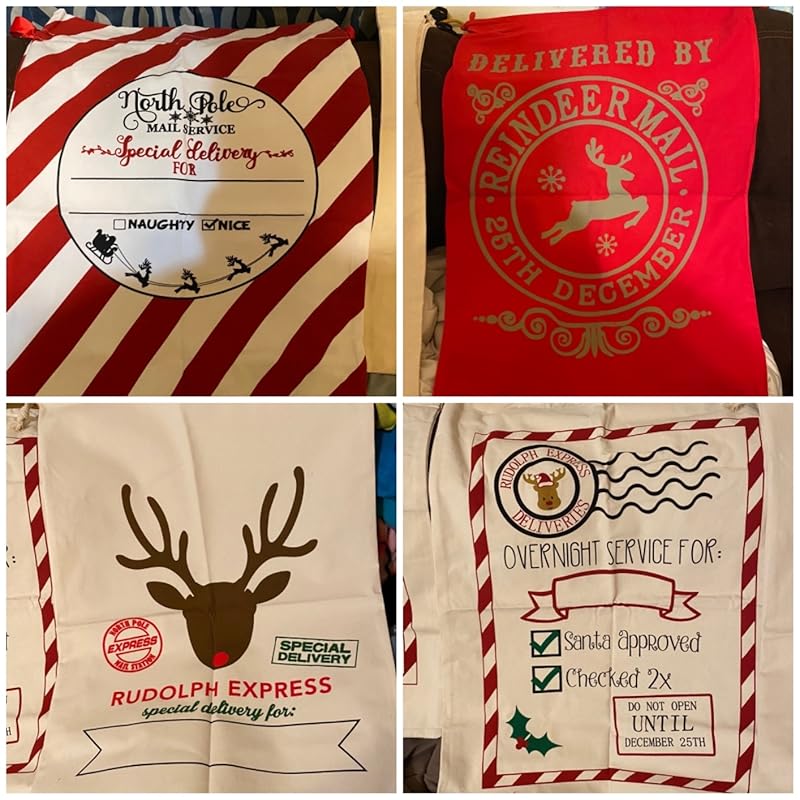 North Pole
MAIL SERVICE
Special delivery
FOR
NAUGHTY NICE
DELIVERED BY
REINDEER MAIL
25TH DECEMBER
NORTH POLE
EXPRESS
MAIL STATION
SPECIAL
DELIVERY
RUDOLPH EXPRESS
special delivery for:
RUDOLPH EXPRESS
DELIVERIES
OVERNIGHT SERVICE FOR:
Santa approved
Checked 2x
DO NOT OPEN
UNTIL
DECEMBER 25TH